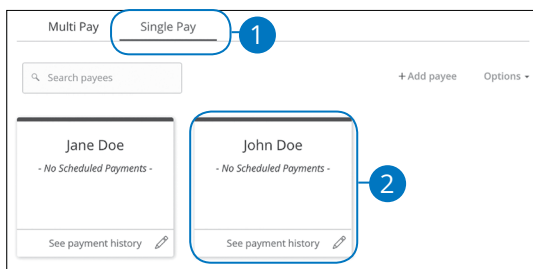 Multi Pay Single Pay 1
Search payees + Add payee Options
Jane Doe John Doe
- No Scheduled Payments - - No Scheduled Payments -
2
See payment history See payment history